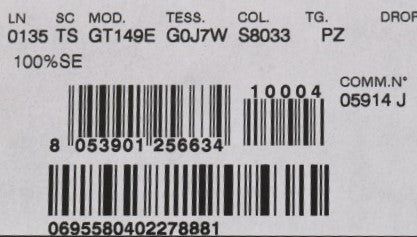 LN SC MOD. TESS. COL. TG. DROP
0135 TS GT149E G0J7W S8033 PZ
100%SE
10004
COMM.N°
05914 J
8 053901 256634
0695580402278881